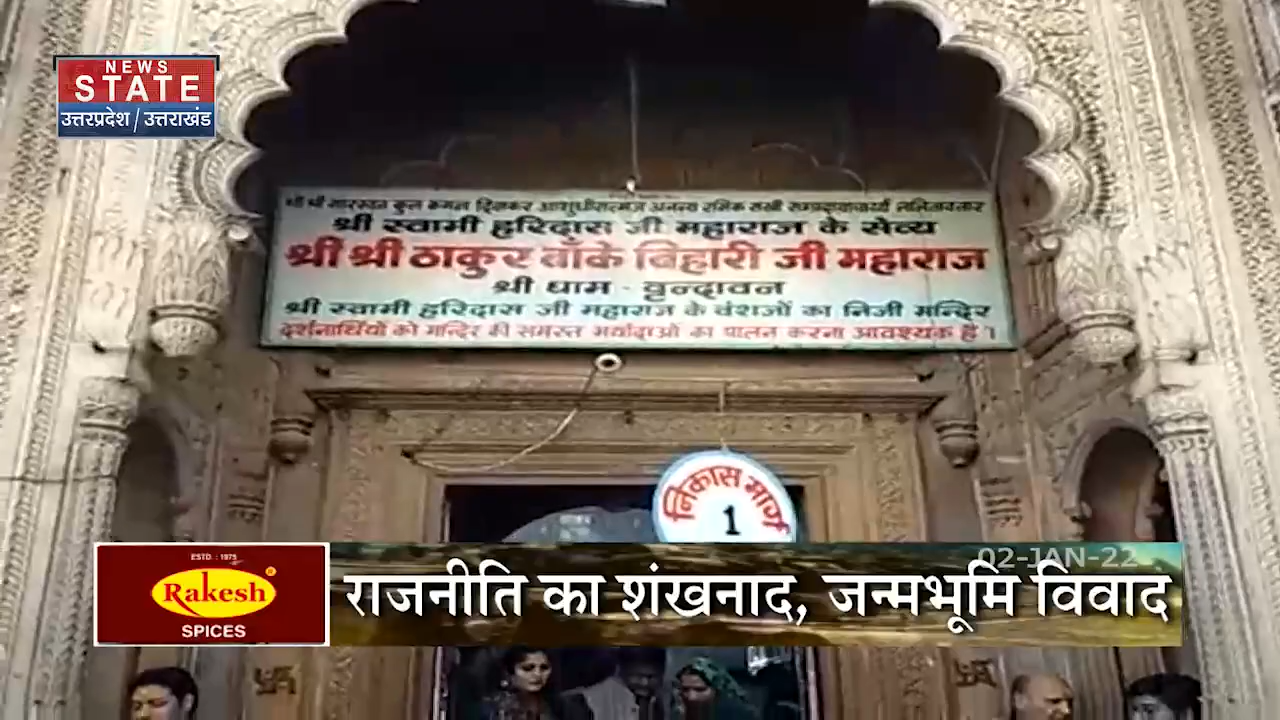 NEWS
STATE
उत्तरप्रदेश / उत्तराखंड
श्री स्वामी हरिदास जी महाराज के सेव्य
श्री श्री ठाकुर बाँके बिहारी जी महाराज
श्री धाम - वृन्दावन
श्री स्वामी हरिदास जी महाराज के वंशजों का निजी मन्दिर
दर्शनार्थियों को मन्दिर की समस्त मर्यादाओं का पालन करना आवश्यक है ।
निकास मार्ग
1
02-JAN-22
ESTD. : 1975
Rakesh
SPICES
राजनीति का शंखनाद, जन्मभूमि विवाद